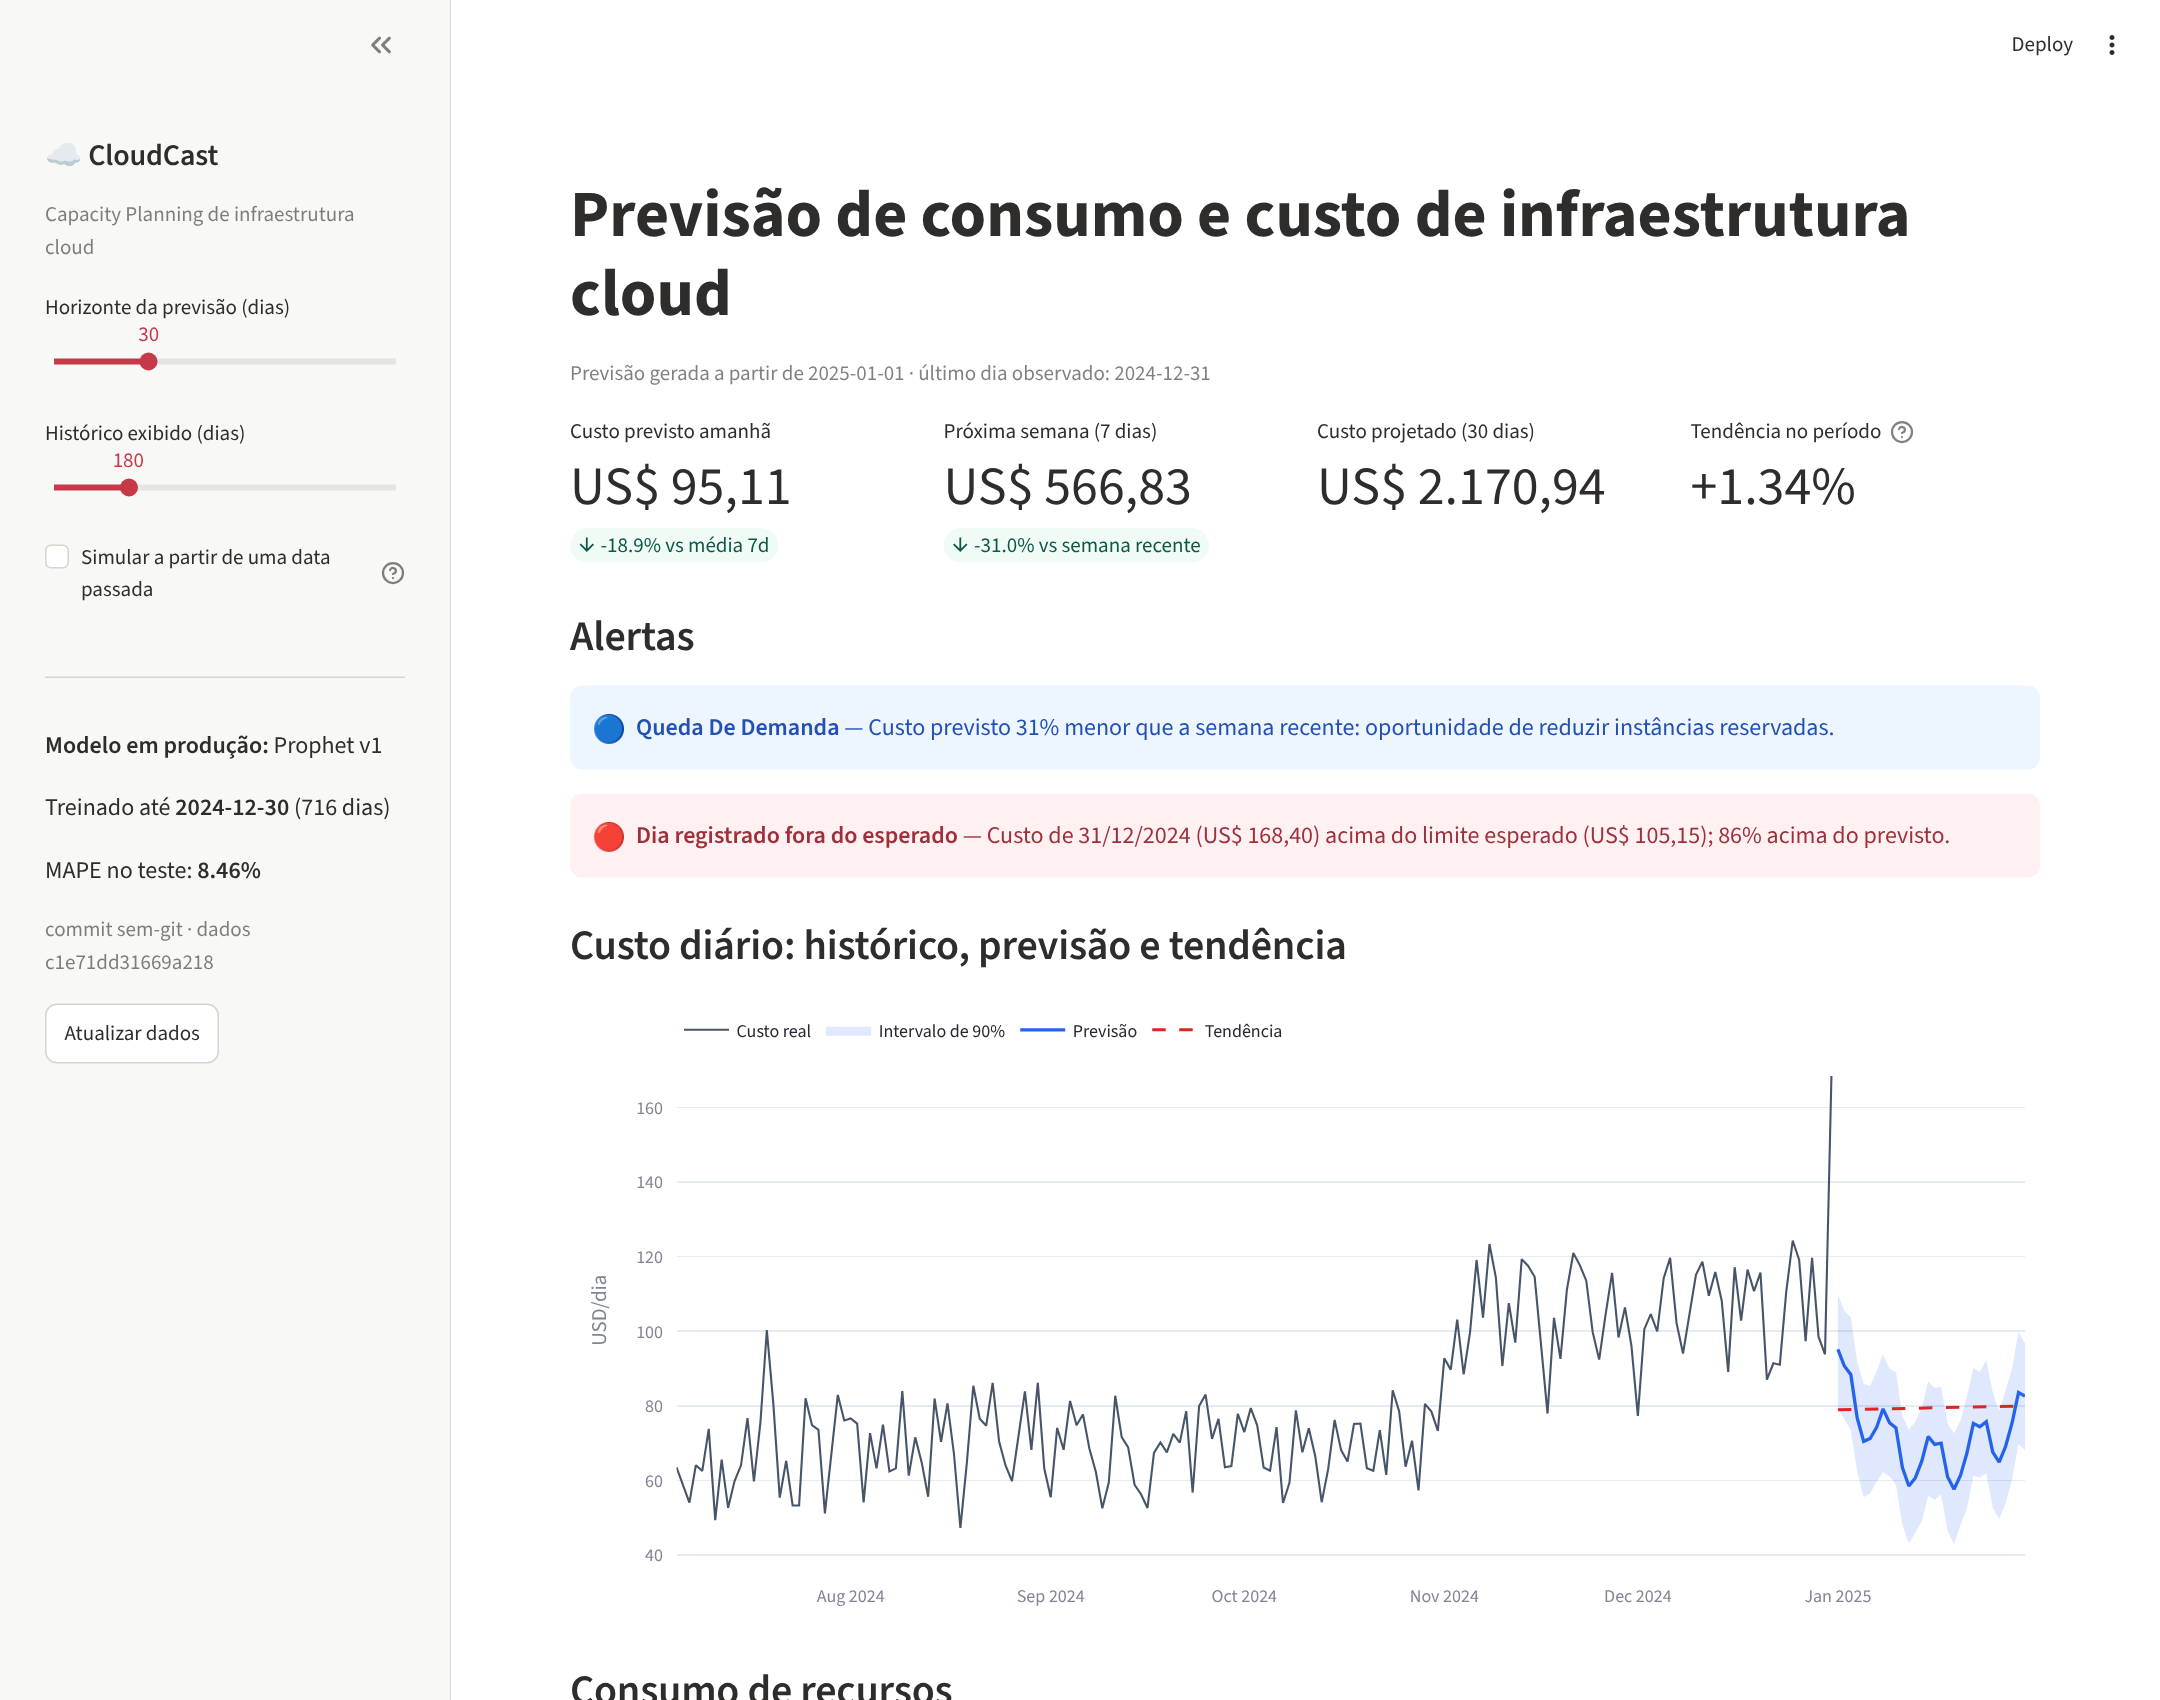 Deploy
☁️ CloudCast
Capacity Planning de infraestrutura
cloud
Horizonte da previsão (dias)
30
Histórico exibido (dias)
180
Simular a partir de uma data
passada
Modelo em produção: Prophet v1
Treinado até 2024-12-30 (716 dias)
MAPE no teste: 8.46%
commit sem-git · dados
c1e71dd31669a218
Atualizar dados
Previsão de consumo e custo de infraestrutura
cloud
Previsão gerada a partir de 2025-01-01 · último dia observado: 2024-12-31
Custo previsto amanhã
US$ 95,11
↓ -18.9% vs média 7d
Próxima semana (7 dias)
US$ 566,83
↓ -31.0% vs semana recente
Custo projetado (30 dias)
US$ 2.170,94
Tendência no período
+1.34%
Alertas
🔵 Queda De Demanda — Custo previsto 31% menor que a semana recente: oportunidade de reduzir instâncias reservadas.
🔴 Dia registrado fora do esperado — Custo de 31/12/2024 (US$ 168,40) acima do limite esperado (US$ 105,15); 86% acima do previsto.
Custo diário: histórico, previsão e tendência
Custo real Intervalo de 90% Previsão Tendência
USD/dia
160
140
120
100
80
60
40
Aug 2024 Sep 2024 Oct 2024 Nov 2024 Dec 2024 Jan 2025
Consumo de recursos